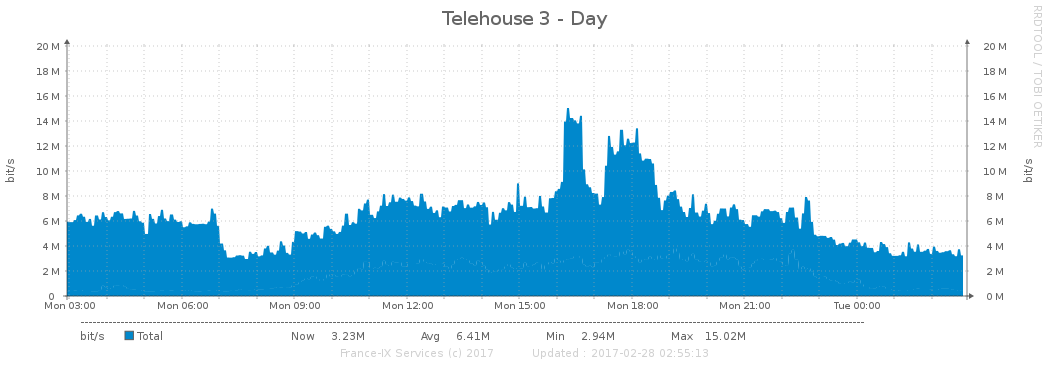 Telehouse 3 - Day
RRDTOOL / TOBI OETIKER
20 M 20 M
18 M 18 M
16 M 16 M
14 M 14 M
12 M 12 M
10 M 10 M
8 M 8 M
6 M 6 M
4 M 4 M
2 M 2 M
0 0 M
bit/s bit/s
Mon 03:00 Mon 06:00 Mon 09:00 Mon 12:00 Mon 15:00 Mon 18:00 Mon 21:00 Tue 00:00
bit/s Total Now 3.23M Avg 6.41M Min 2.94M Max 15.02M
France-IX Services (c) 2017 Updated : 2017-02-28 02:55:13